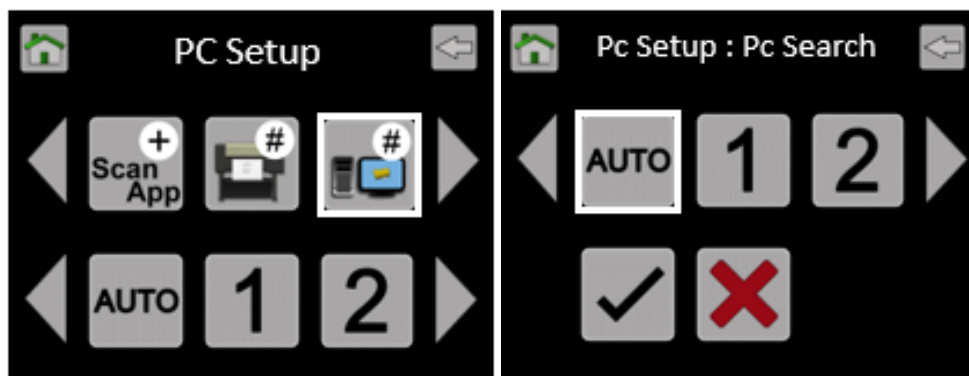 PC Setup
+ # #
Scan
App
AUTO 1 2
Pc Setup : Pc Search
AUTO 1 2